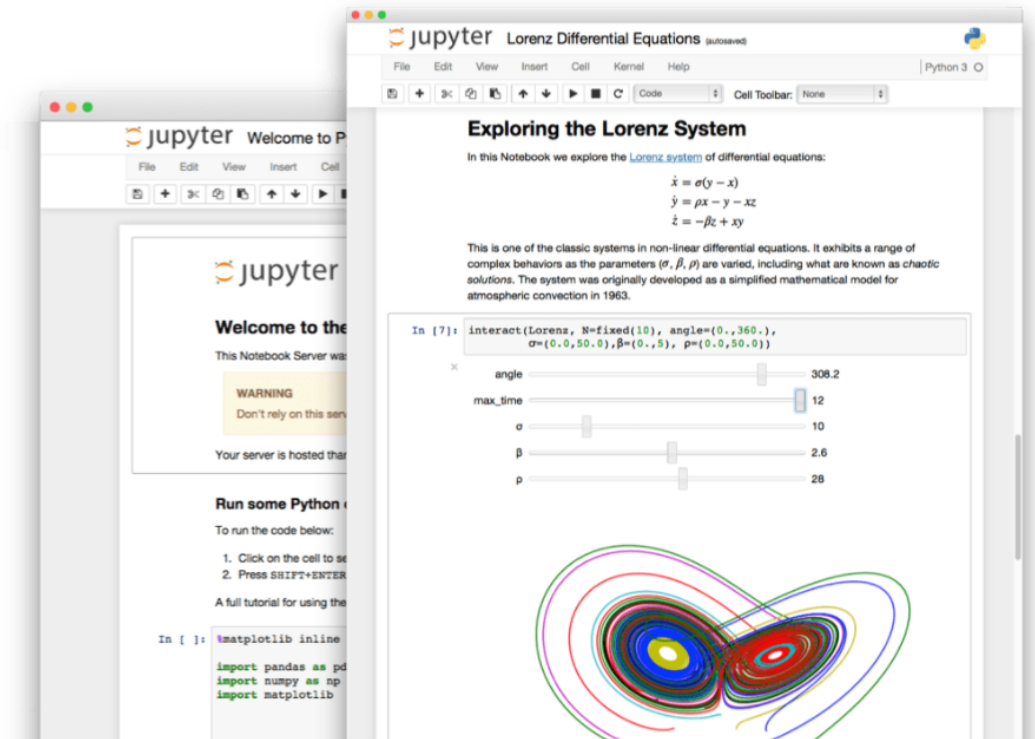 jupyter Lorenz Differential Equations (autosaved)
File Edit View Insert Cell Kernel Help Python 3
Code Cell Toolbar: None
Exploring the Lorenz System
In this Notebook we explore the Lorenz system of differential equations:
ẋ = σ(y − x)
ẏ = ρx − y − xz
ż = −βz + xy
This is one of the classic systems in non-linear differential equations. It exhibits a range of
complex behaviors as the parameters (σ, β, ρ) are varied, including what are known as chaotic
solutions. The system was originally developed as a simplified mathematical model for
atmospheric convection in 1963.
In [7]: interact(Lorenz, N=fixed(10), angle=(0.,360.),
σ=(0.0,50.0),β=(0.,5), ρ=(0.0,50.0))
angle 308.2
max_time 12
σ 10
β 2.6
ρ 28
jupyter Welcome to P
File Edit View Insert Cell
jupyter
Welcome to the
This Notebook Server was
WARNING
Don't rely on this serv
Your server is hosted than
Run some Python
To run the code below:
1. Click on the cell to se
2. Press SHIFT+ENTER
A full tutorial for using the
In [ ]: %matplotlib inline
import pandas as pd
import numpy as np
import matplotlib